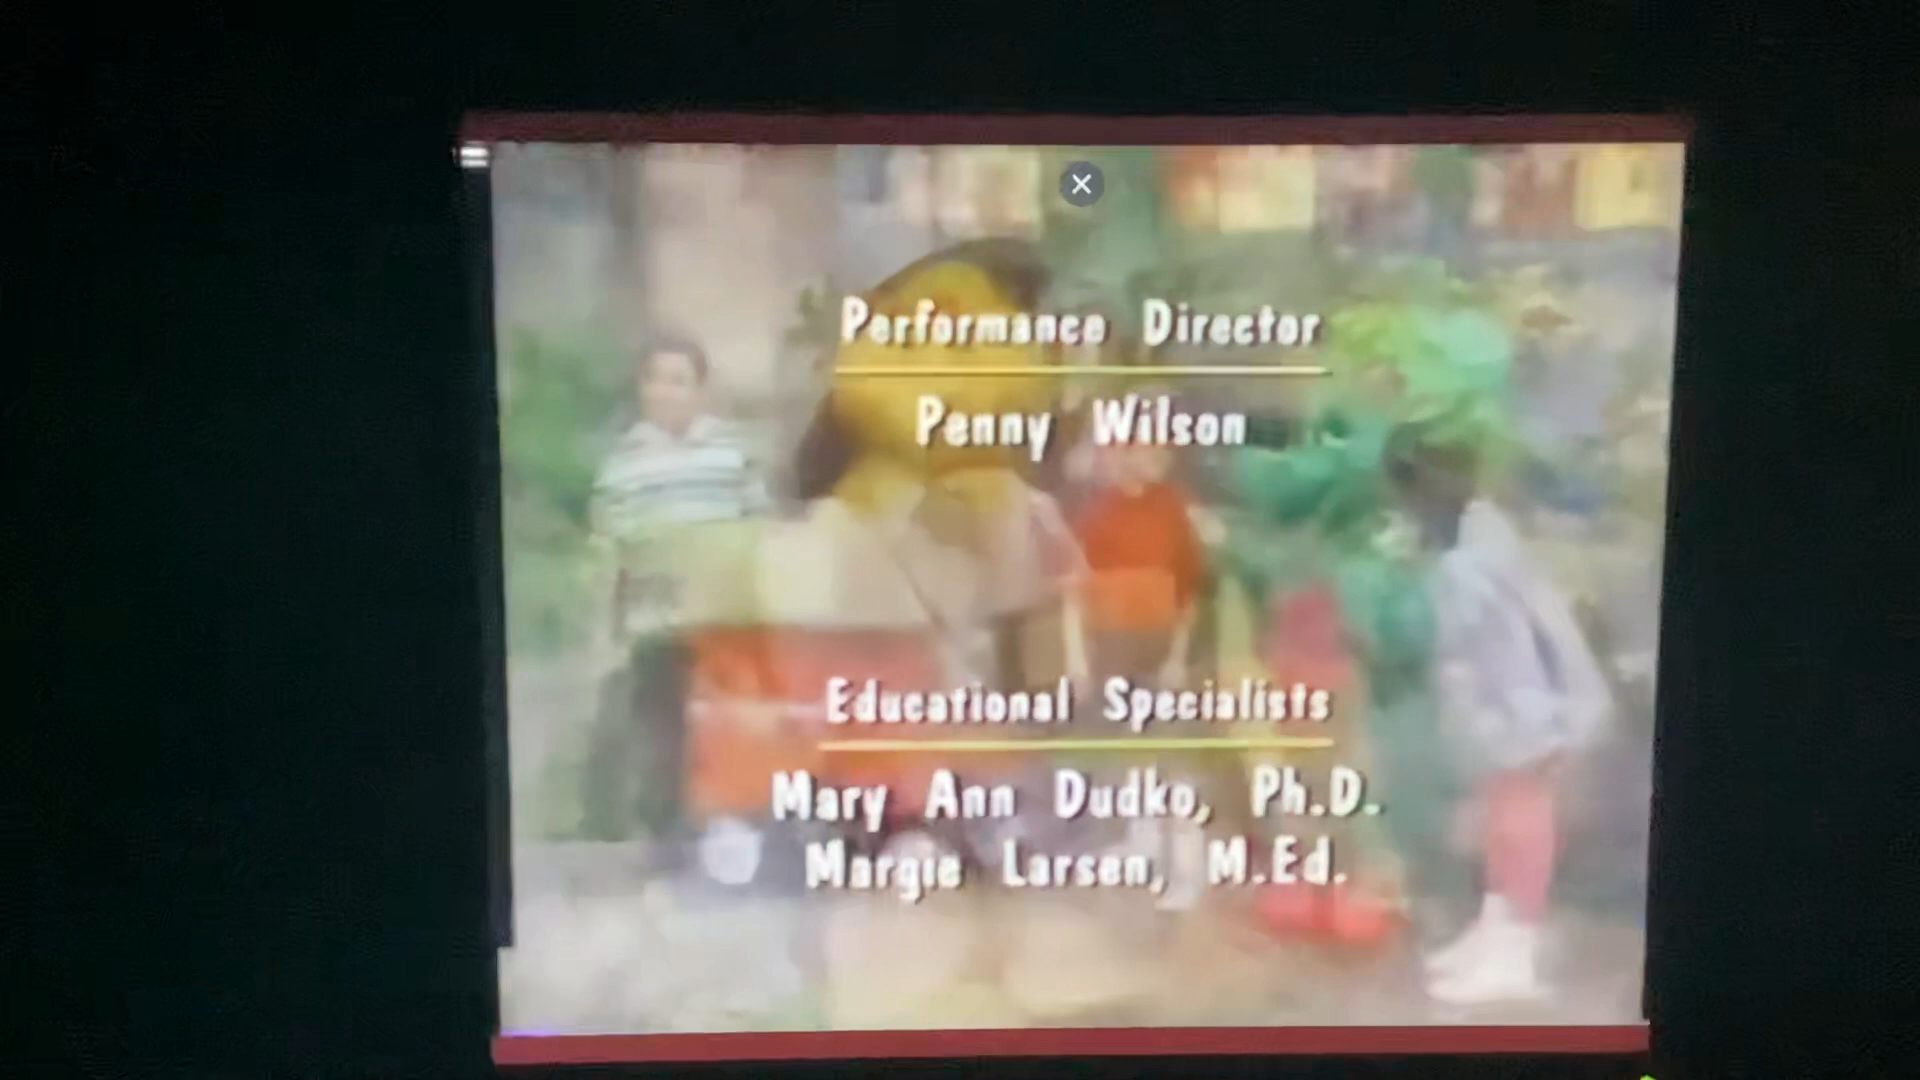 Performance Director
Penny Wilson
Educational Specialists
Mary Ann Dudko, Ph.D.
Margie Larsen, M.Ed.